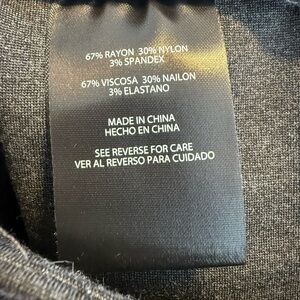 67% RAYON 30% NYLON
3% SPANDEX
67% VISCOSA 30% NAILON
3% ELASTANO
MADE IN CHINA
HECHO EN CHINA
SEE REVERSE FOR CARE
VER AL REVERSO PARA CUIDADO